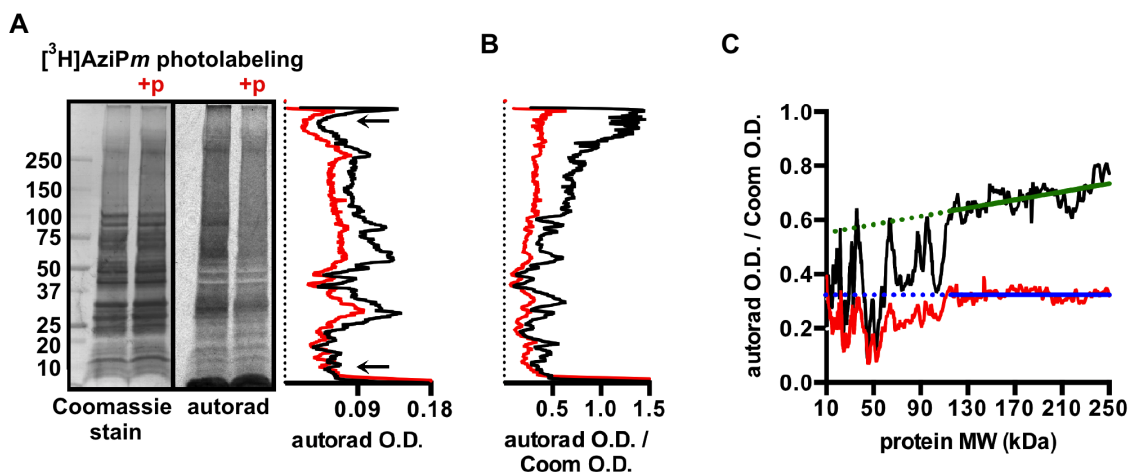 A
[³H]AziPm photolabeling
+p +p
250
150
100
75
50
37
25
20
10
Coomassie stain
autorad
0.09 0.18
autorad O.D.
B
0.5 1.0 1.5
autorad O.D. /
Coom O.D.
C
autorad O.D. / Coom O.D.
1.0
0.8
0.6
0.4
0.2
0.0
10 50 90 130 170 210 250
protein MW (kDa)